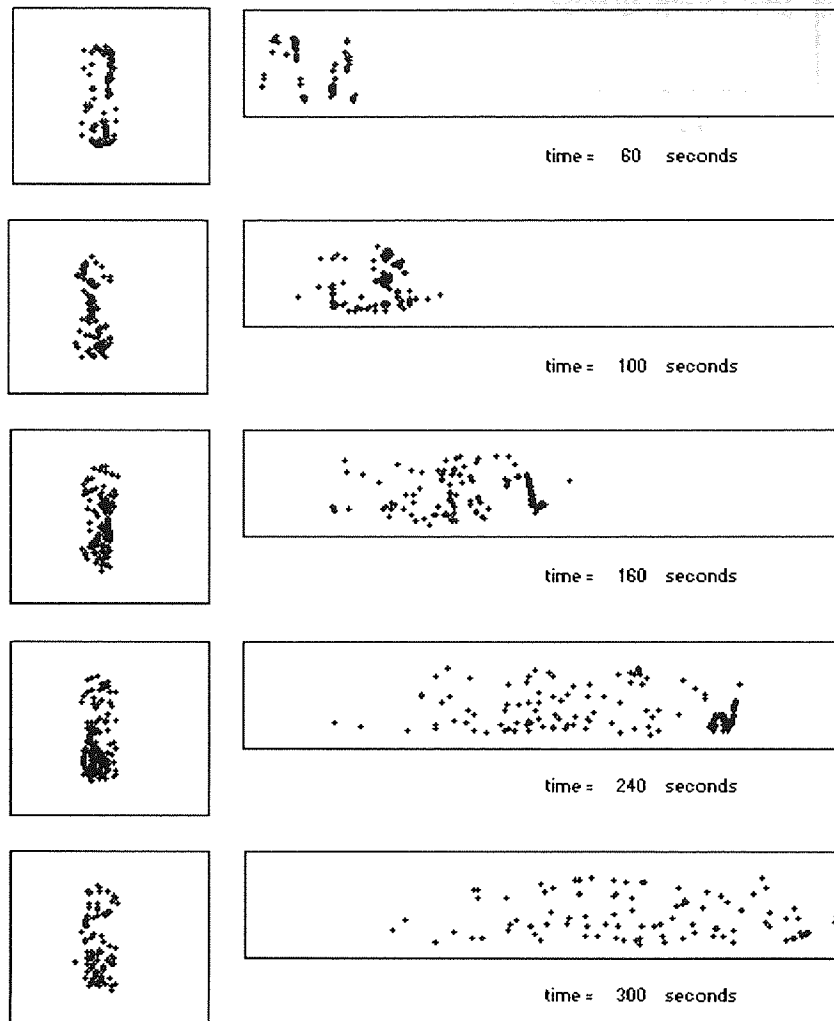 time = 60 seconds
time = 100 seconds
time = 160 seconds
time = 240 seconds
time = 300 seconds